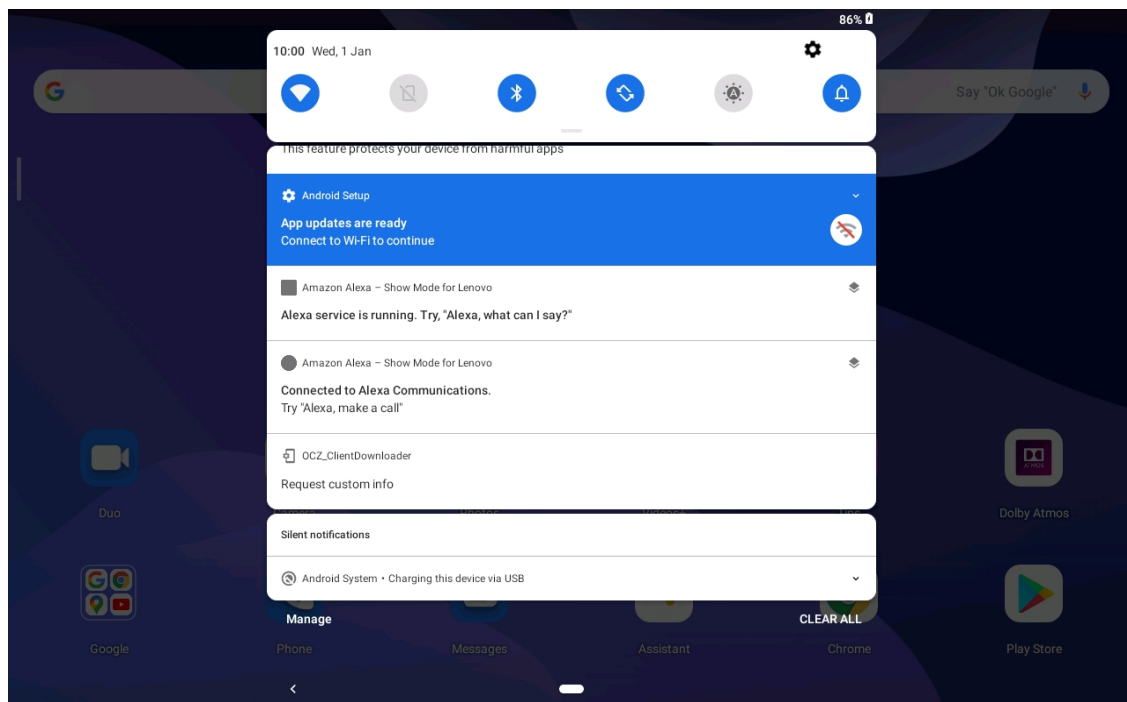 86%
10:00 Wed, 1 Jan
Say "Ok Google"
This feature protects your device from harmful apps
Android Setup
App updates are ready
Connect to Wi-Fi to continue
Amazon Alexa – Show Mode for Lenovo
Alexa service is running. Try, "Alexa, what can I say?"
Amazon Alexa – Show Mode for Lenovo
Connected to Alexa Communications.
Try "Alexa, make a call"
OCZ_ClientDownloader
Request custom info
Duo
Dolby Atmos
Silent notifications
Android System • Charging this device via USB
Manage
CLEAR ALL
Google
Phone
Messages
Assistant
Chrome
Play Store